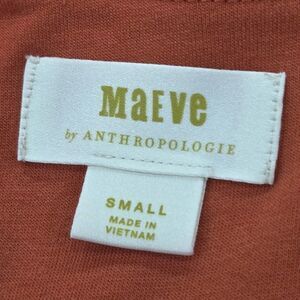 MaEVe
by ANTHROPOLOGIE
SMALL
MADE IN
VIETNAM